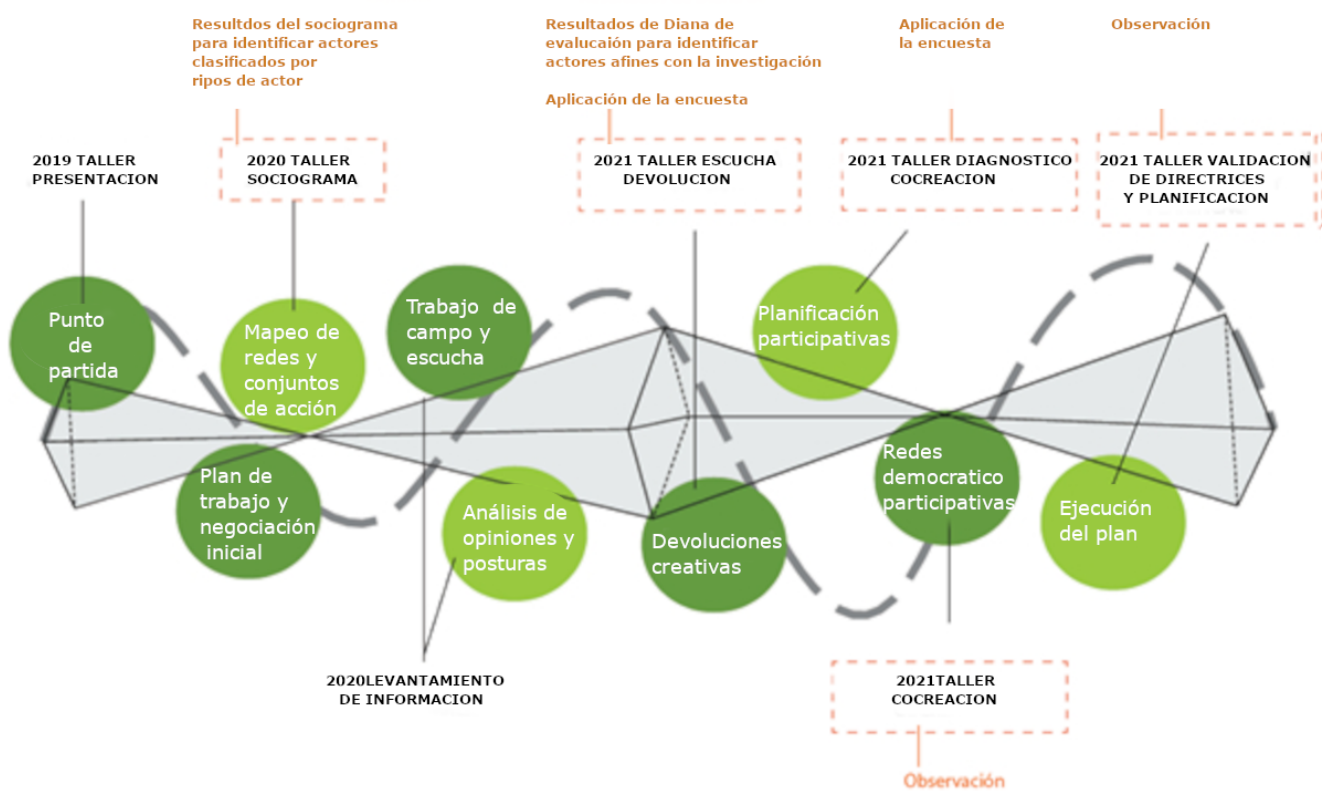 Resultdos del sociograma
para identificar actores
clasificados por
ripos de actor
Resultados de Diana de
evalucaión para identificar
actores afines con la investigación
Aplicación de la encuesta
Aplicación de
la encuesta
Observación
2019 TALLER
PRESENTACION
2020 TALLER
SOCIOGRAMA
2021 TALLER ESCUCHA
DEVOLUCION
2021 TALLER DIAGNOSTICO
COCREACION
2021 TALLER VALIDACION
DE DIRECTRICES
Y PLANIFICACION
Punto
de
partida
Mapeo de
redes y
conjuntos
de acción
Trabajo de
campo y
escucha
Planificación
participativas
Plan de
trabajo y
negociación
inicial
Análisis de
opiniones y
posturas
Devoluciones
creativas
Redes
democratico
participativas
Ejecución
del plan
2020LEVANTAMIENTO
DE INFORMACION
2021TALLER
COCREACION
Observación